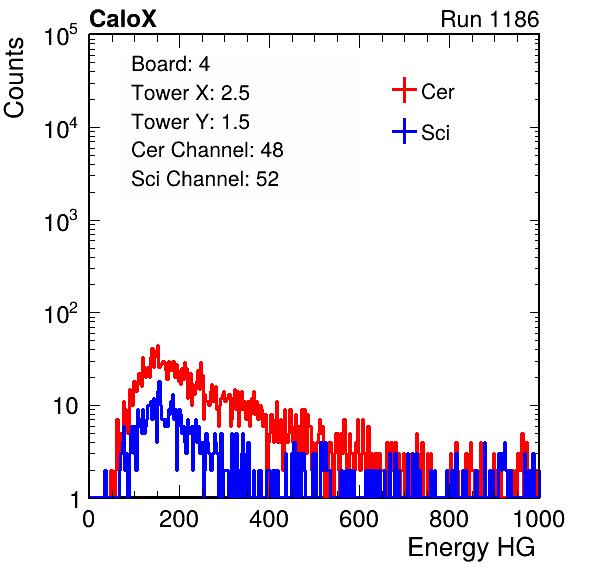 CaloX Run 1186
Counts
10^5
10^4
10^3
10^2
10
1
Board: 4
Tower X: 2.5
Tower Y: 1.5
Cer Channel: 48
Sci Channel: 52
Cer
Sci
0 200 400 600 800 1000
Energy HG